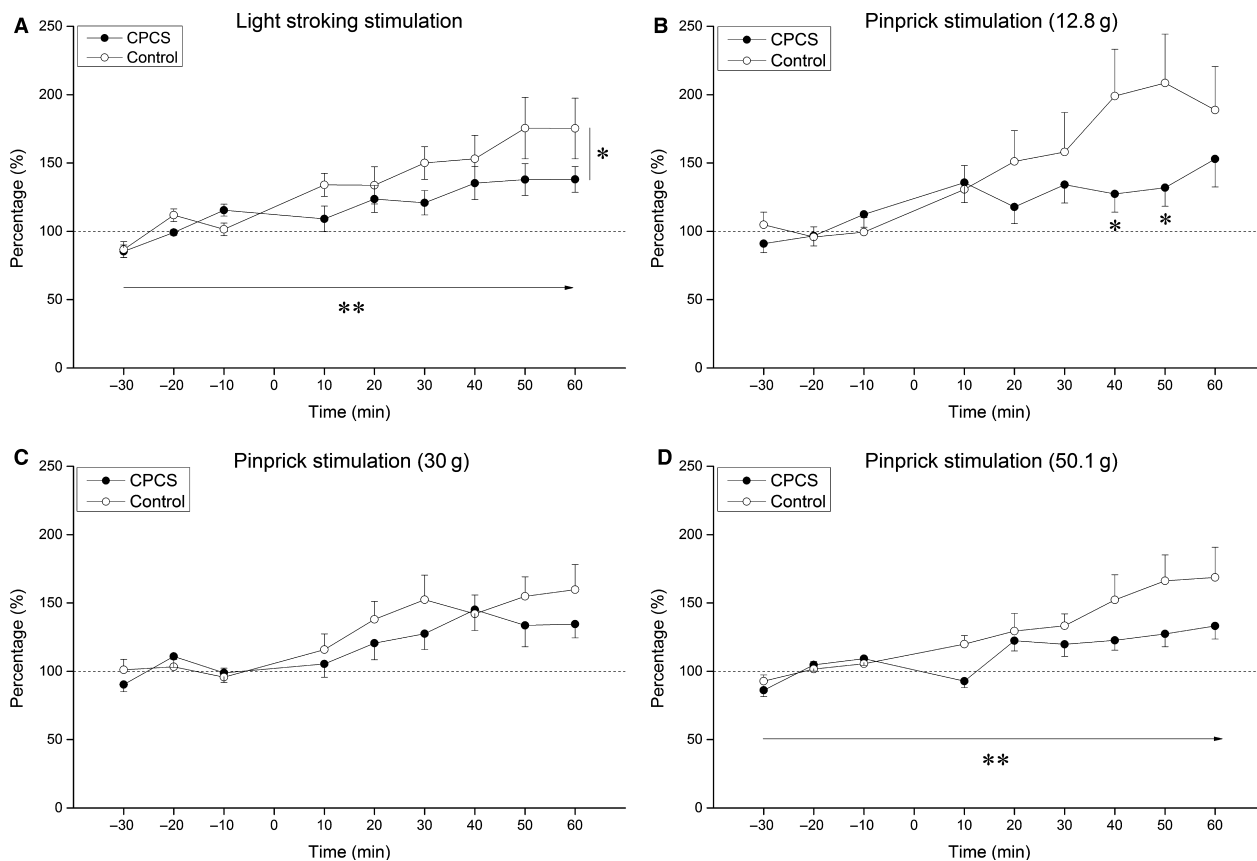 A
Light stroking stimulation
CPCS
Control
Percentage (%)
250
200
150
100
50
0
*
**
–30 –20 –10 0 10 20 30 40 50 60
Time (min)
B
Pinprick stimulation (12.8 g)
CPCS
Control
Percentage (%)
250
200
150
100
50
0
* *
–30 –20 –10 0 10 20 30 40 50 60
Time (min)
C
Pinprick stimulation (30 g)
CPCS
Control
Percentage (%)
250
200
150
100
50
0
–30 –20 –10 0 10 20 30 40 50 60
Time (min)
D
Pinprick stimulation (50.1 g)
CPCS
Control
Percentage (%)
250
200
150
100
50
0
**
–30 –20 –10 0 10 20 30 40 50 60
Time (min)